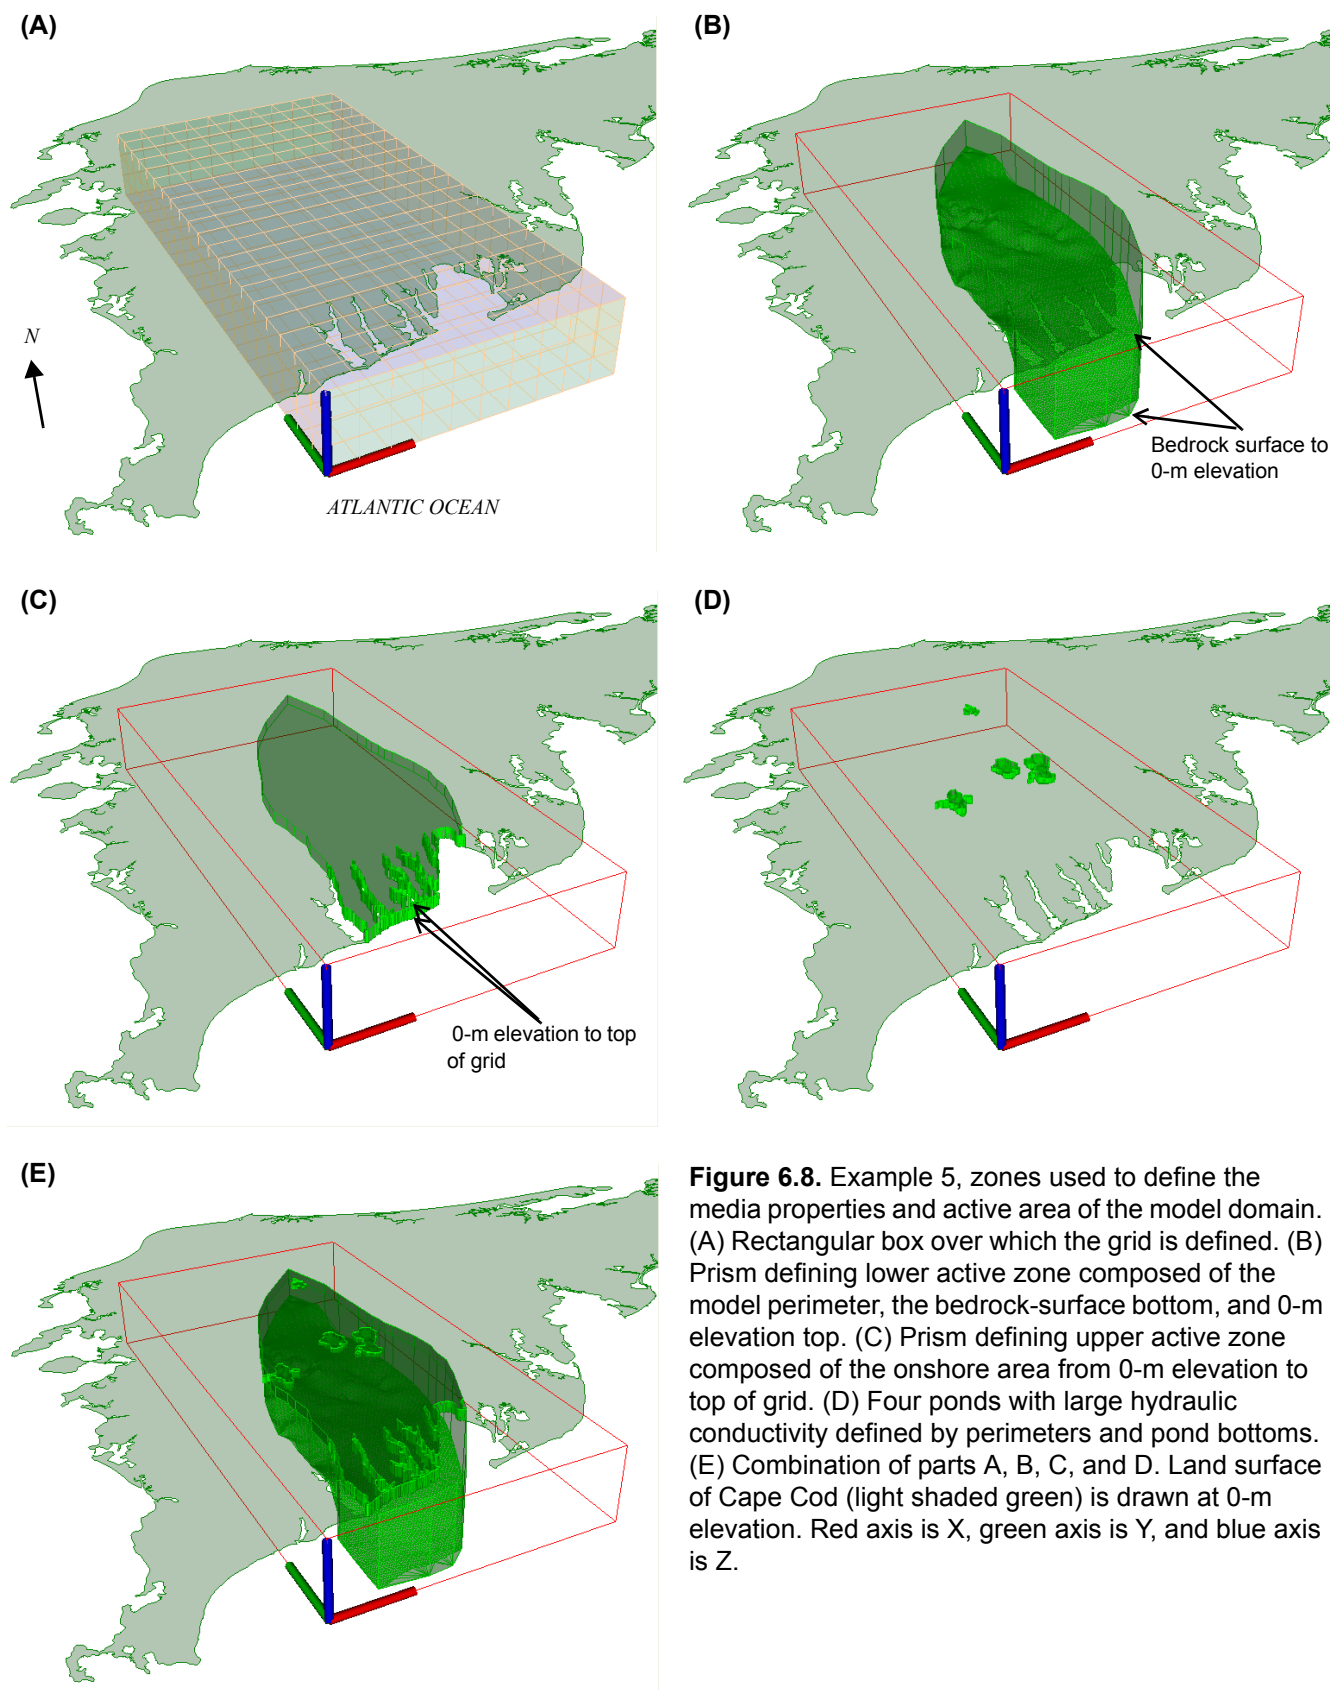 (A)
(B)
N
ATLANTIC OCEAN
Bedrock surface to
0-m elevation
(C)
(D)
0-m elevation to top
of grid
(E)
Figure 6.8. Example 5, zones used to define the
media properties and active area of the model domain.
(A) Rectangular box over which the grid is defined. (B)
Prism defining lower active zone composed of the
model perimeter, the bedrock-surface bottom, and 0-m
elevation top. (C) Prism defining upper active zone
composed of the onshore area from 0-m elevation to
top of grid. (D) Four ponds with large hydraulic
conductivity defined by perimeters and pond bottoms.
(E) Combination of parts A, B, C, and D. Land surface
of Cape Cod (light shaded green) is drawn at 0-m
elevation. Red axis is X, green axis is Y, and blue axis
is Z.